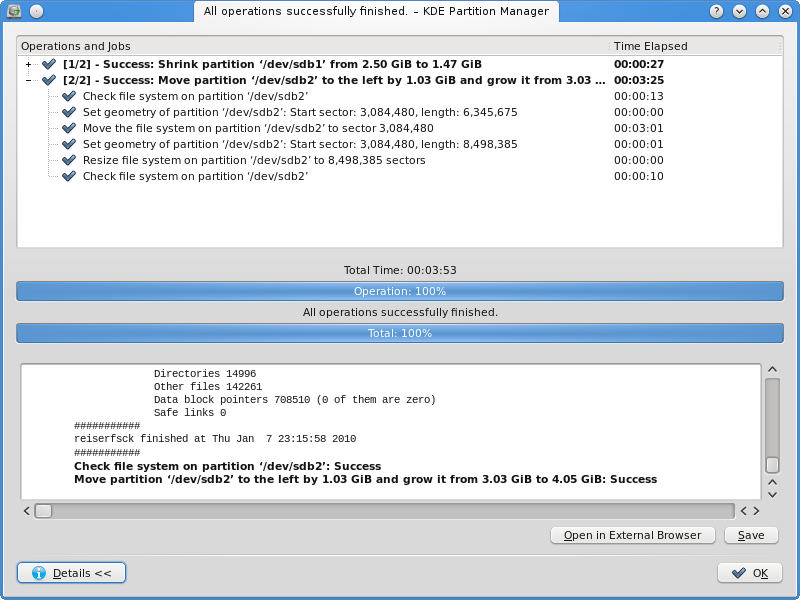 All operations successfully finished. – KDE Partition Manager
Operations and Jobs Time Elapsed
[1/2] - Success: Shrink partition ‘/dev/sdb1’ from 2.50 GiB to 1.47 GiB 00:00:27
[2/2] - Success: Move partition ‘/dev/sdb2’ to the left by 1.03 GiB and grow it from 3.03 ... 00:03:25
Check file system on partition ‘/dev/sdb2’ 00:00:13
Set geometry of partition ‘/dev/sdb2’: Start sector: 3,084,480, length: 6,345,675 00:00:00
Move the file system on partition ‘/dev/sdb2’ to sector 3,084,480 00:03:01
Set geometry of partition ‘/dev/sdb2’: Start sector: 3,084,480, length: 8,498,385 00:00:01
Resize file system on partition ‘/dev/sdb2’ to 8,498,385 sectors 00:00:00
Check file system on partition ‘/dev/sdb2’ 00:00:10
Total Time: 00:03:53
Operation: 100%
All operations successfully finished.
Total: 100%
Directories 14996
Other files 142261
Data block pointers 708510 (0 of them are zero)
Safe links 0
###########
reiserfsck finished at Thu Jan  7 23:15:58 2010
###########
Check file system on partition ‘/dev/sdb2’: Success
Move partition ‘/dev/sdb2’ to the left by 1.03 GiB and grow it from 3.03 GiB to 4.05 GiB: Success
Open in External Browser Save
Details << OK